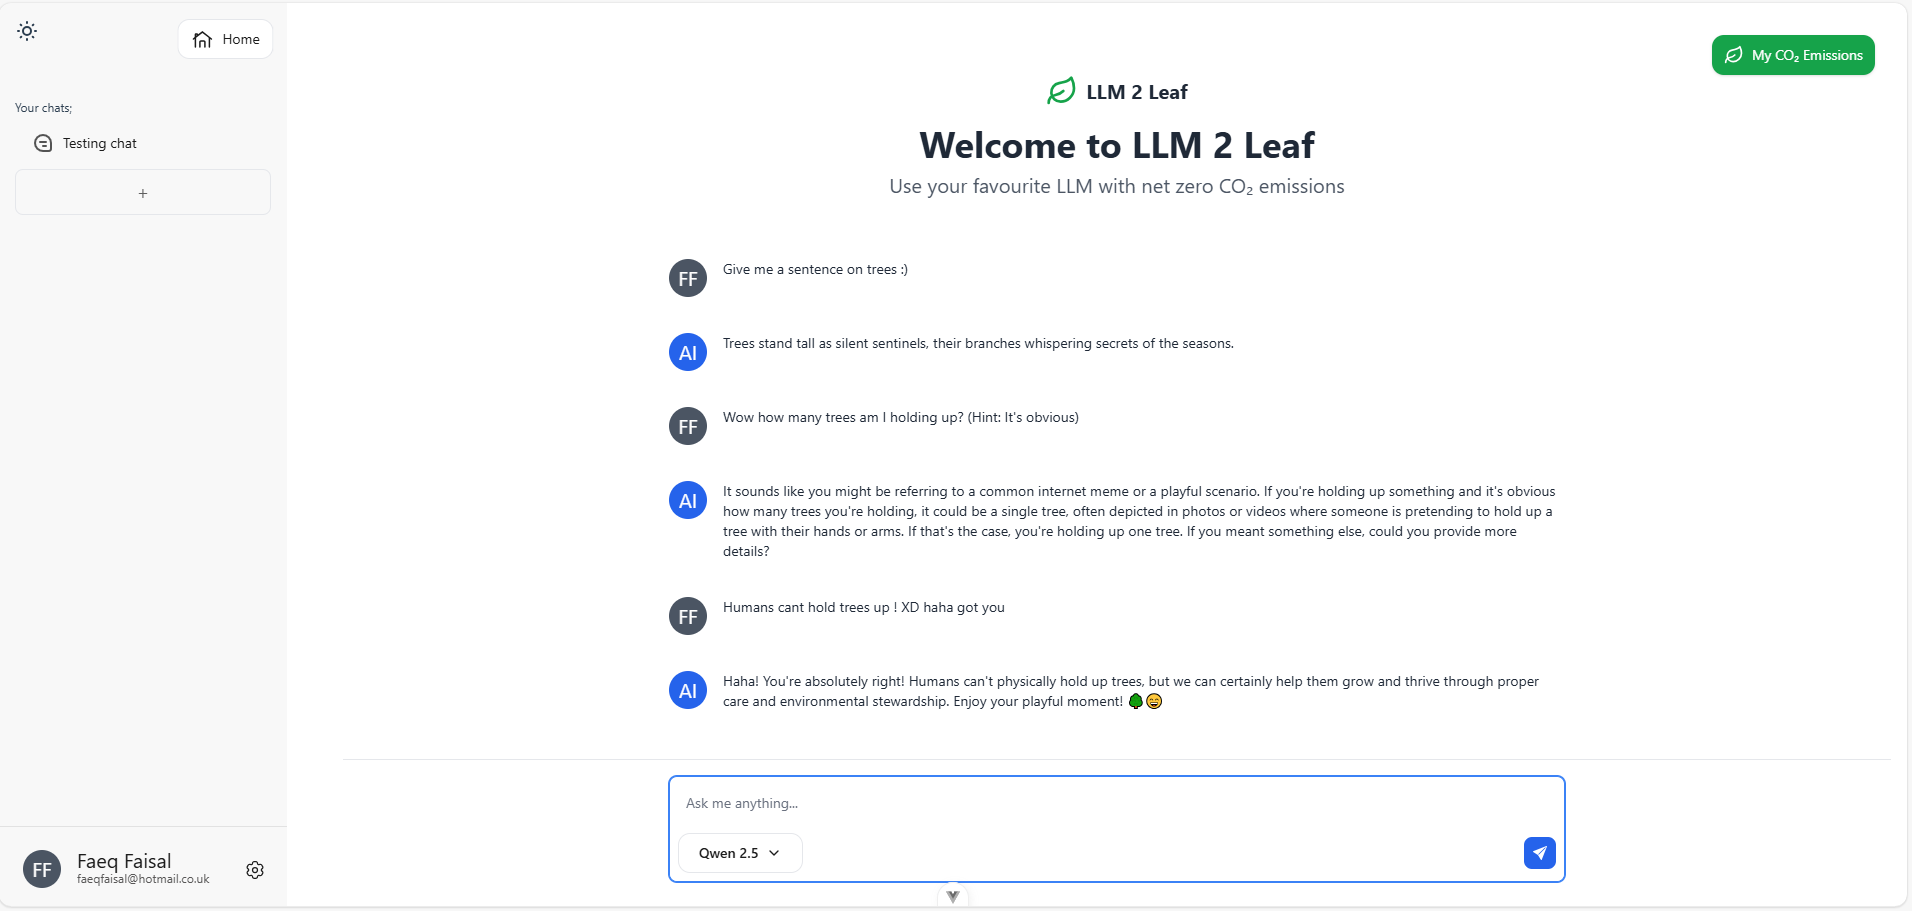 Home
Your chats;
Testing chat
+
FF
Faeq Faisal
faeqfaisal@hotmail.co.uk
My CO₂ Emissions
LLM 2 Leaf
Welcome to LLM 2 Leaf
Use your favourite LLM with net zero CO₂ emissions
FF
Give me a sentence on trees :)
AI
Trees stand tall as silent sentinels, their branches whispering secrets of the seasons.
FF
Wow how many trees am I holding up? (Hint: It's obvious)
AI
It sounds like you might be referring to a common internet meme or a playful scenario. If you're holding up something and it's obvious
how many trees you're holding, it could be a single tree, often depicted in photos or videos where someone is pretending to hold up a
tree with their hands or arms. If that's the case, you're holding up one tree. If you meant something else, could you provide more
details?
FF
Humans cant hold trees up ! XD haha got you
AI
Haha! You're absolutely right! Humans can't physically hold up trees, but we can certainly help them grow and thrive through proper
care and environmental stewardship. Enjoy your playful moment! 🌳😄
Ask me anything...
Qwen 2.5